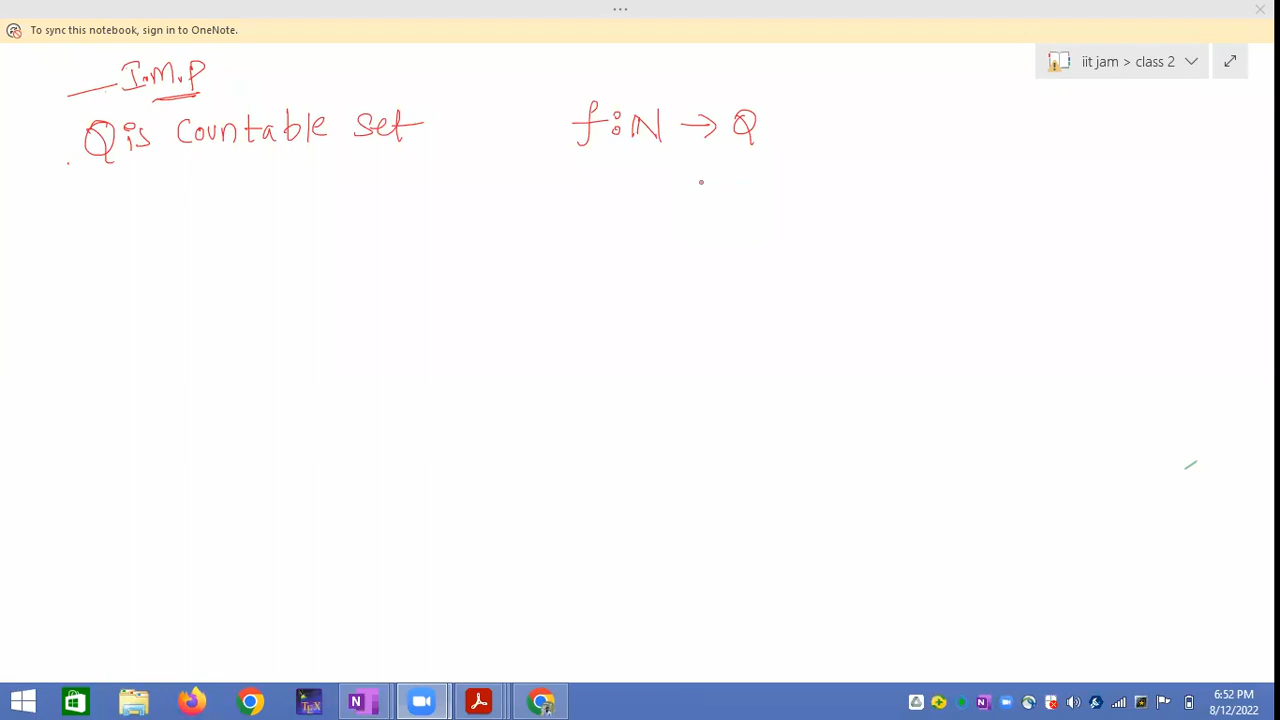 To sync this notebook, sign in to OneNote.
iit jam > class 2
I.M.P
Q is Countable set f: N → Q
6:52 PM
8/12/2022